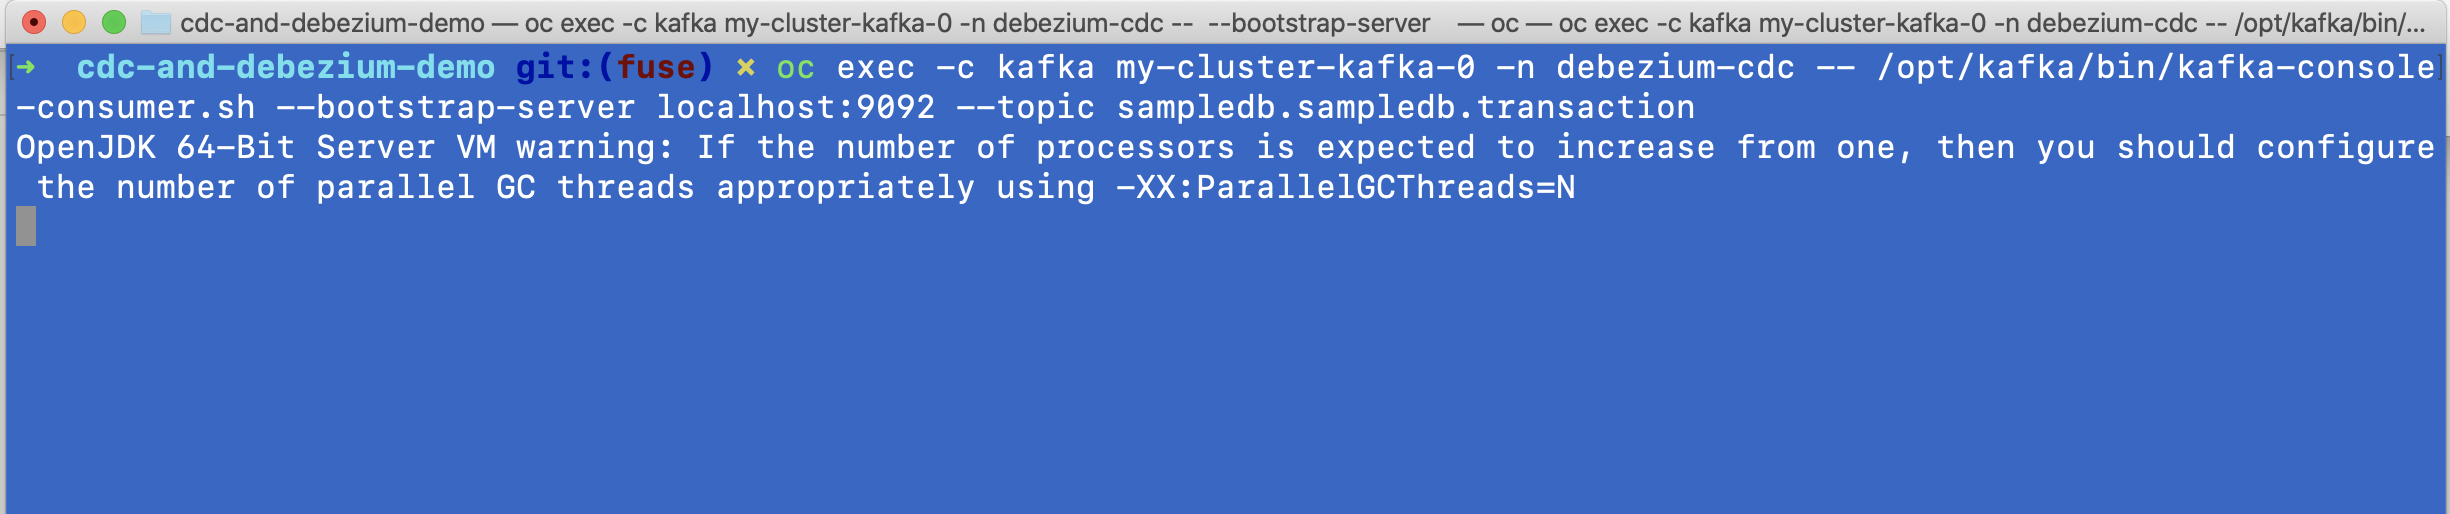 cdc-and-debezium-demo — oc exec -c kafka my-cluster-kafka-0 -n debezium-cdc -- --bootstrap-server — oc — oc exec -c kafka my-cluster-kafka-0 -n debezium-cdc -- /opt/kafka/bin/...
[➜ cdc-and-debezium-demo git:(fuse) ✗ oc exec -c kafka my-cluster-kafka-0 -n debezium-cdc -- /opt/kafka/bin/kafka-console]
-consumer.sh --bootstrap-server localhost:9092 --topic sampledb.sampledb.transaction
OpenJDK 64-Bit Server VM warning: If the number of processors is expected to increase from one, then you should configure
the number of parallel GC threads appropriately using -XX:ParallelGCThreads=N